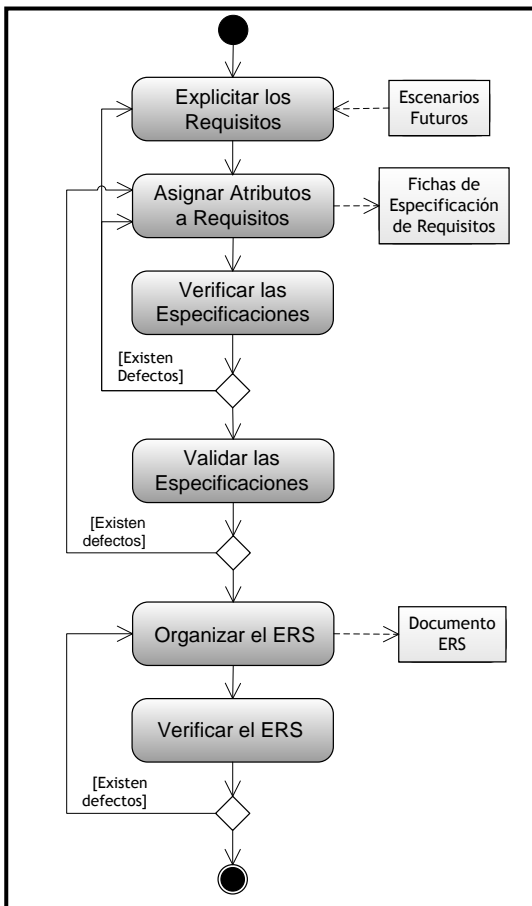 Explicitar los
Requisitos
Escenarios
Futuros
Asignar Atributos
a Requisitos
Fichas de
Especificación
de Requisitos
Verificar las
Especificaciones
[Existen
Defectos]
Validar las
Especificaciones
[Existen
defectos]
Organizar el ERS
Documento
ERS
Verificar el ERS
[Existen
defectos]